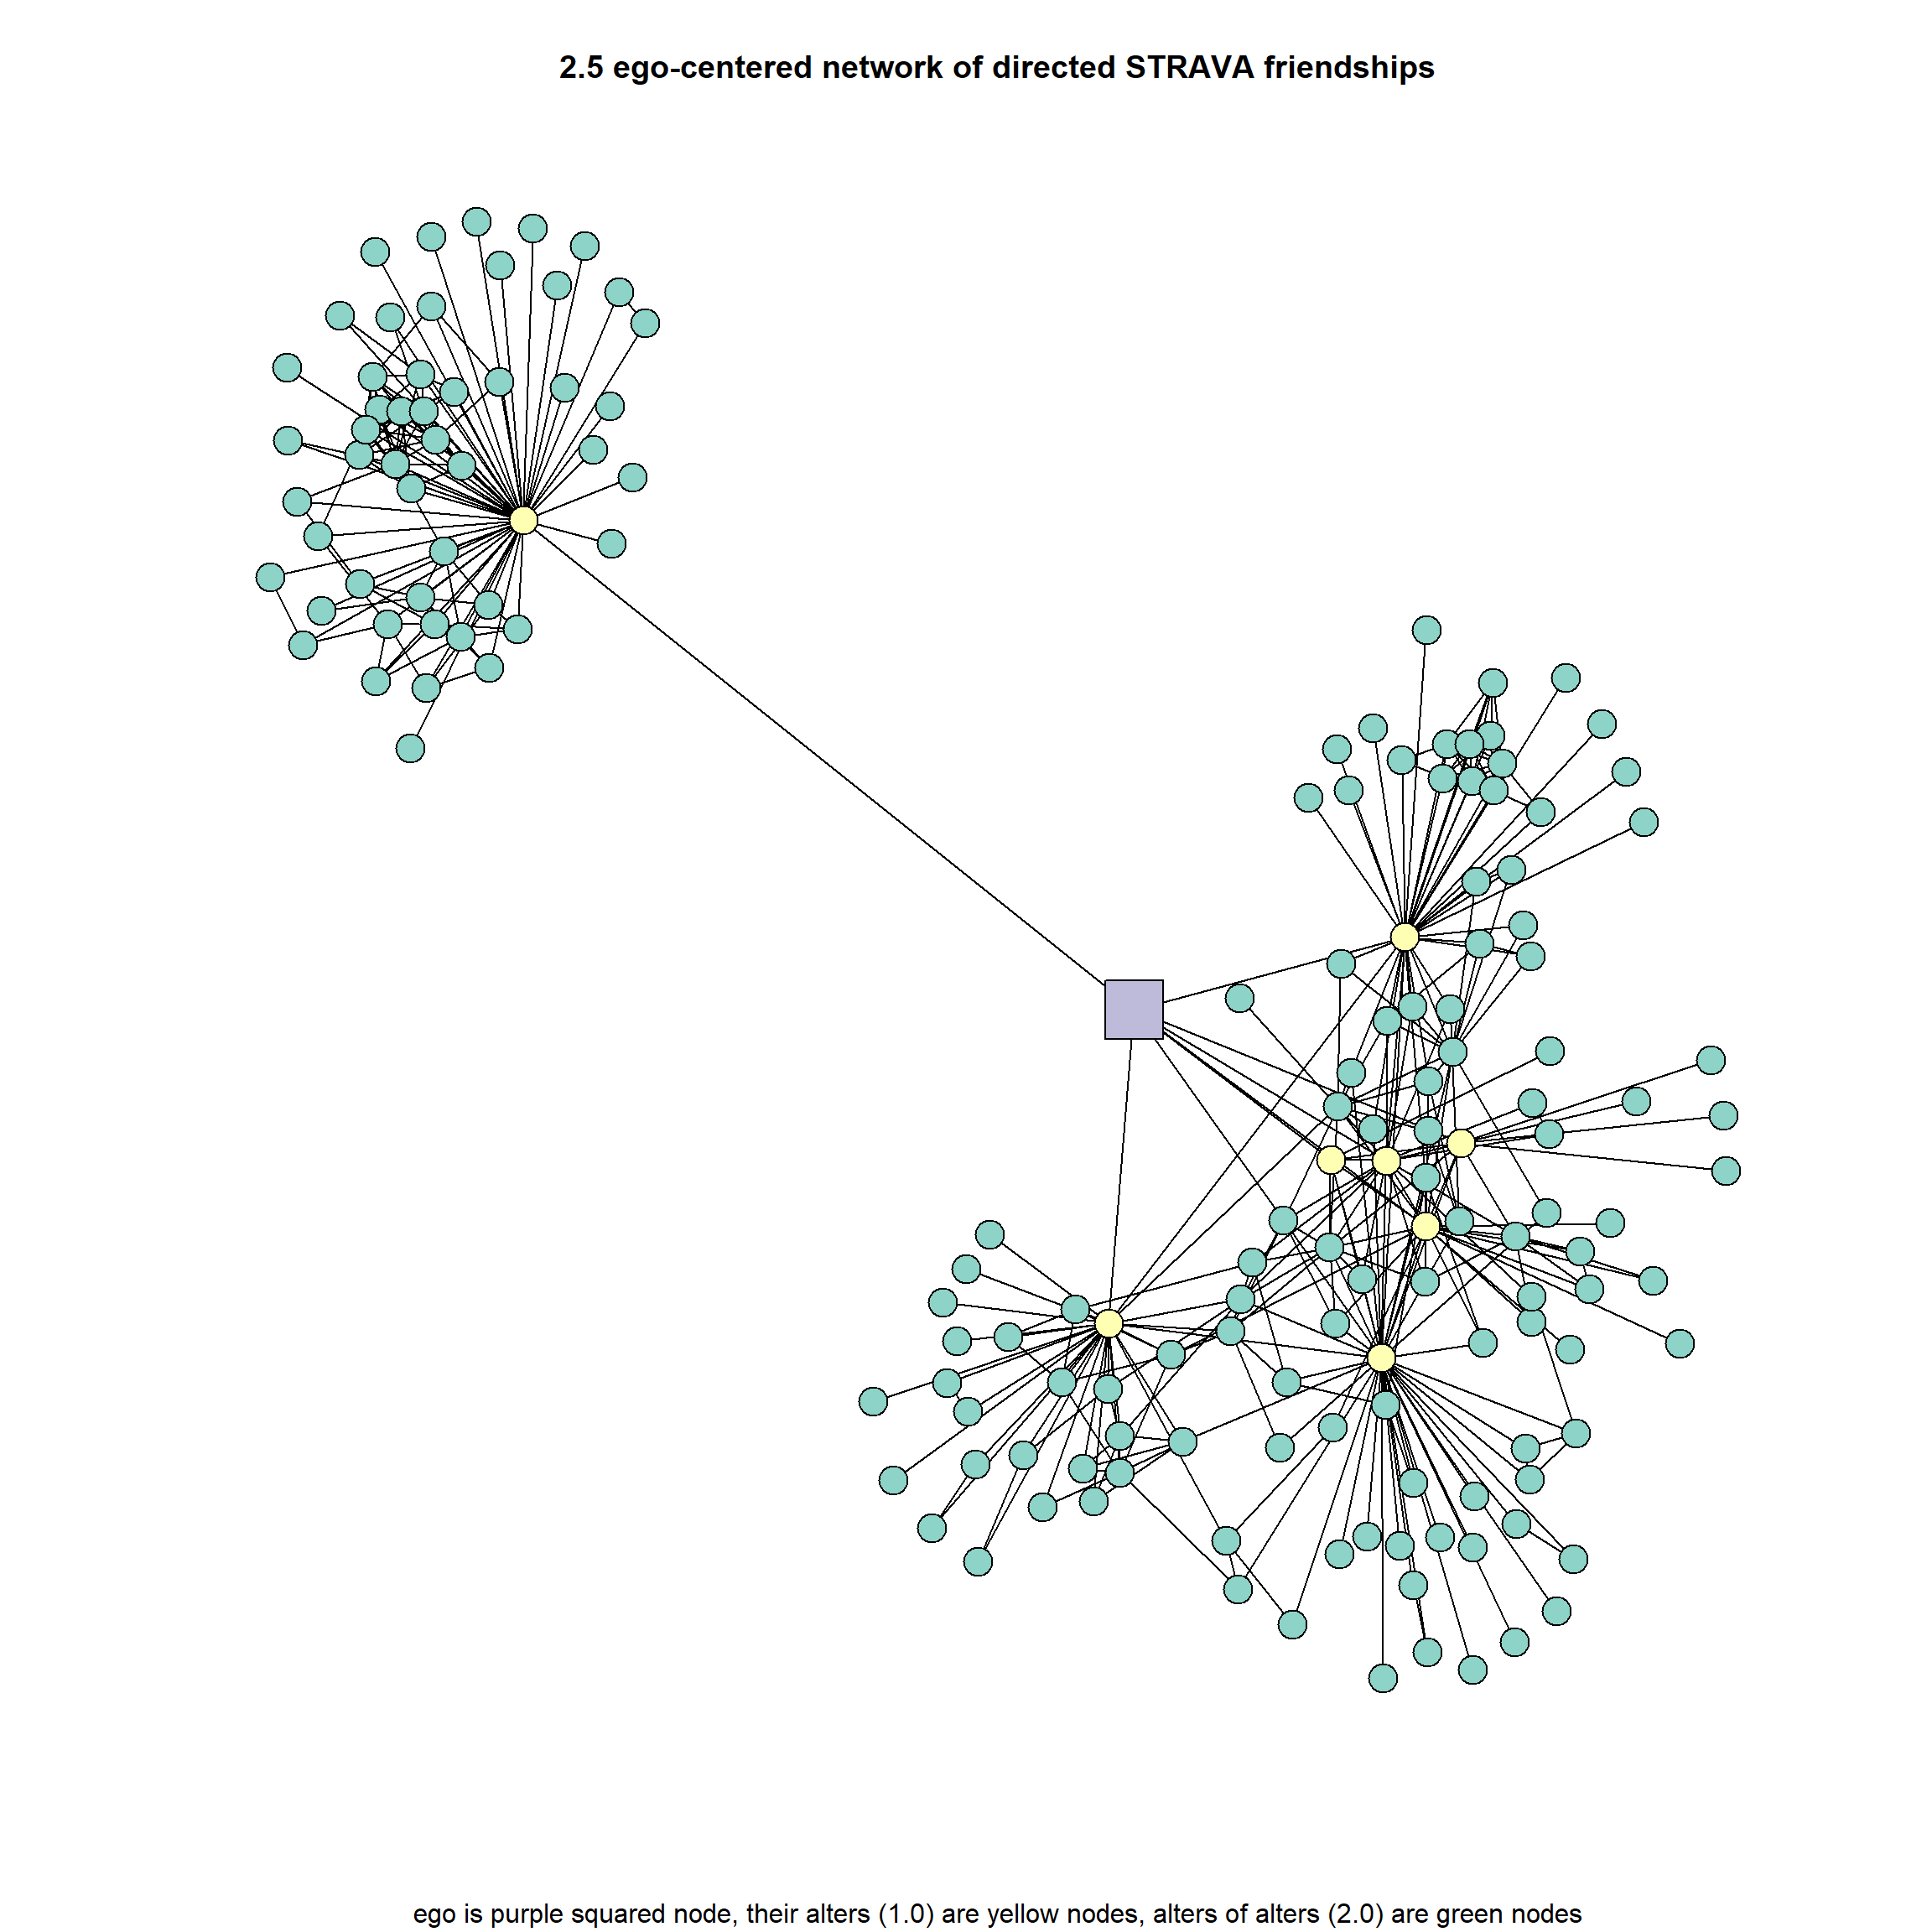 2.5 ego-centered network of directed STRAVA friendships
ego is purple squared node, their alters (1.0) are yellow nodes, alters of alters (2.0) are green nodes